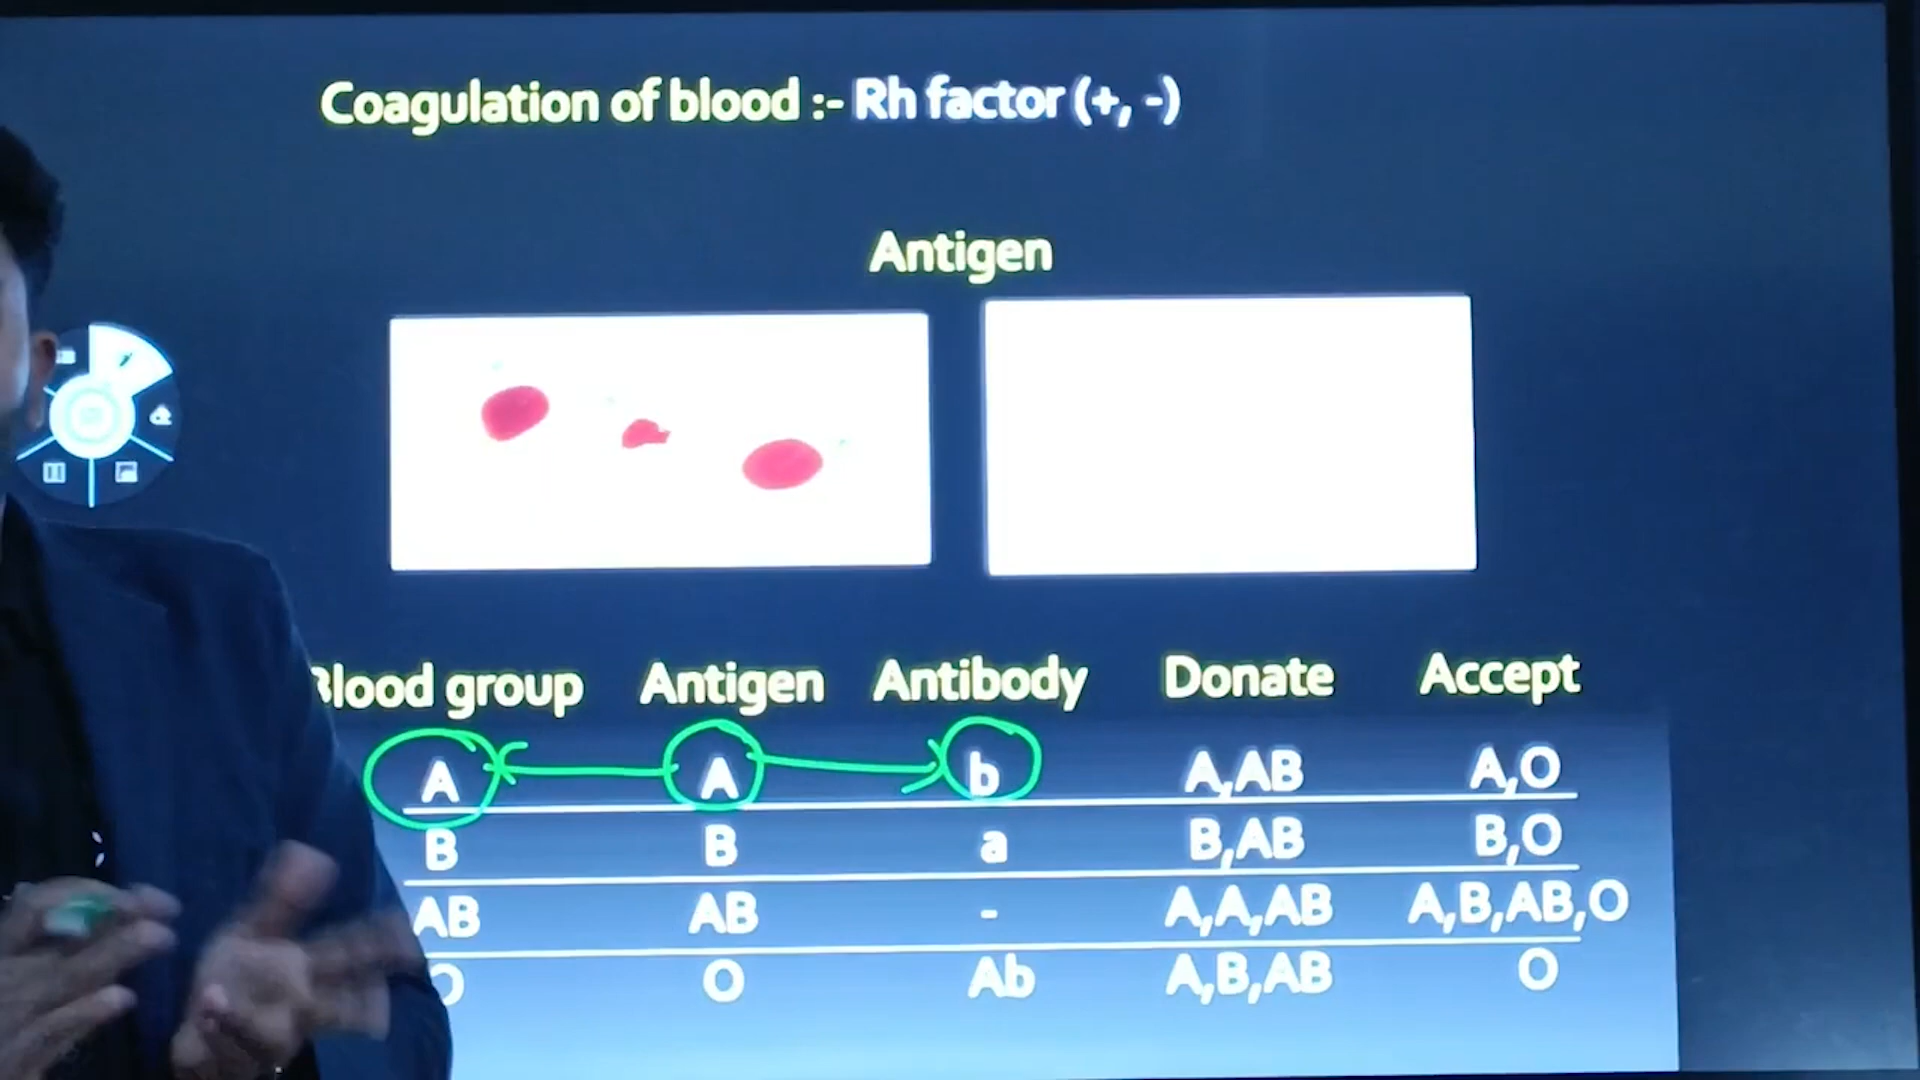 Coagulation of blood :- Rh factor (+, -)
Antigen
Blood group Antigen Antibody Donate Accept
A A b A,AB A,O
B B a B,AB B,O
AB AB - A,A,AB A,B,AB,O
O O Ab A,B,AB O